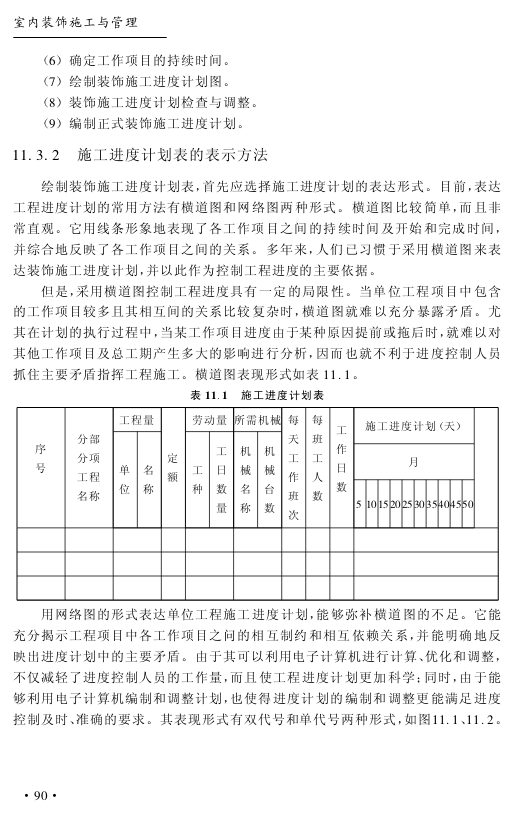 室内装饰施工与管理
（6）确定工作项目的持续时间。
（7）绘制装饰施工进度计划图。
（8）装饰施工进度计划检查与调整。
（9）编制正式装饰施工进度计划。
11.3.2　施工进度计划表的表示方法
绘制装饰施工进度计划表,首先应选择施工进度计划的表达形式。目前,表达
工程进度计划的常用方法有横道图和网络图两种形式。横道图比较简单,而且非
常直观。它用线条形象地表现了各工作项目之间的持续时间及开始和完成时间,
并综合地反映了各工作项目之间的关系。多年来,人们已习惯于采用横道图来表
达装饰施工进度计划,并以此作为控制工程进度的主要依据。
但是,采用横道图控制工程进度具有一定的局限性。当单位工程项目中包含
的工作项目较多且其相互间的关系比较复杂时,横道图就难以充分暴露矛盾。尤
其在计划的执行过程中,当某工作项目进度由于某种原因提前或拖后时,就难以对
其他工作项目及总工期产生多大的影响进行分析,因而也就不利于进度控制人员
抓住主要矛盾指挥工程施工。横道图表现形式如表 11.1。
表 11.1　施工进度计划表
序号
分部
分项
工程
名称
工程量
单位
名称
定额
劳动量
工种
工日数量
所需机械
机械名称
机械台数
每天工作班次
每班工人数
工作日数
施工进度计划(天)
月
5 10 15 20 25 30 35 40 45 50
用网络图的形式表达单位工程施工进度计划,能够弥补横道图的不足。它能
充分揭示工程项目中各工作项目之问的相互制约和相互依赖关系,并能明确地反
映出进度计划中的主要矛盾。由于其可以利用电子计算机进行计算、优化和调整,
不仅减轻了进度控制人员的工作量,而且使工程进度计划更加科学;同时,由于能
够利用电子计算机编制和调整计划,也使得进度计划的编制和调整更能满足进度
控制及时、准确的要求。其表现形式有双代号和单代号两种形式,如图11.1、11.2。
·90·